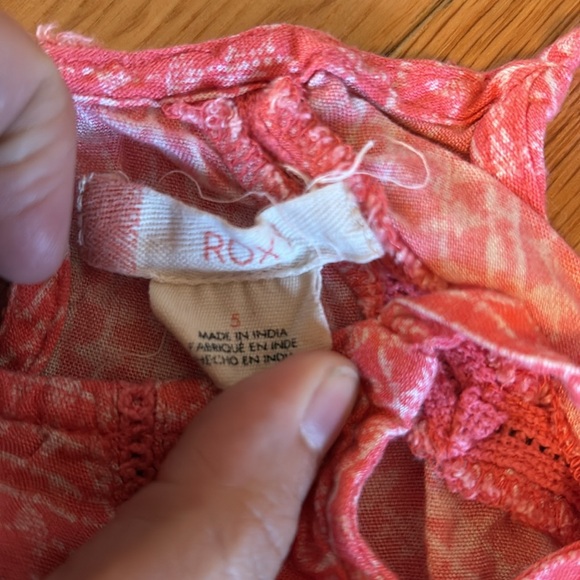 ROXY
5
MADE IN INDIA
FABRIQUÉ EN INDE
HECHO EN INDIA